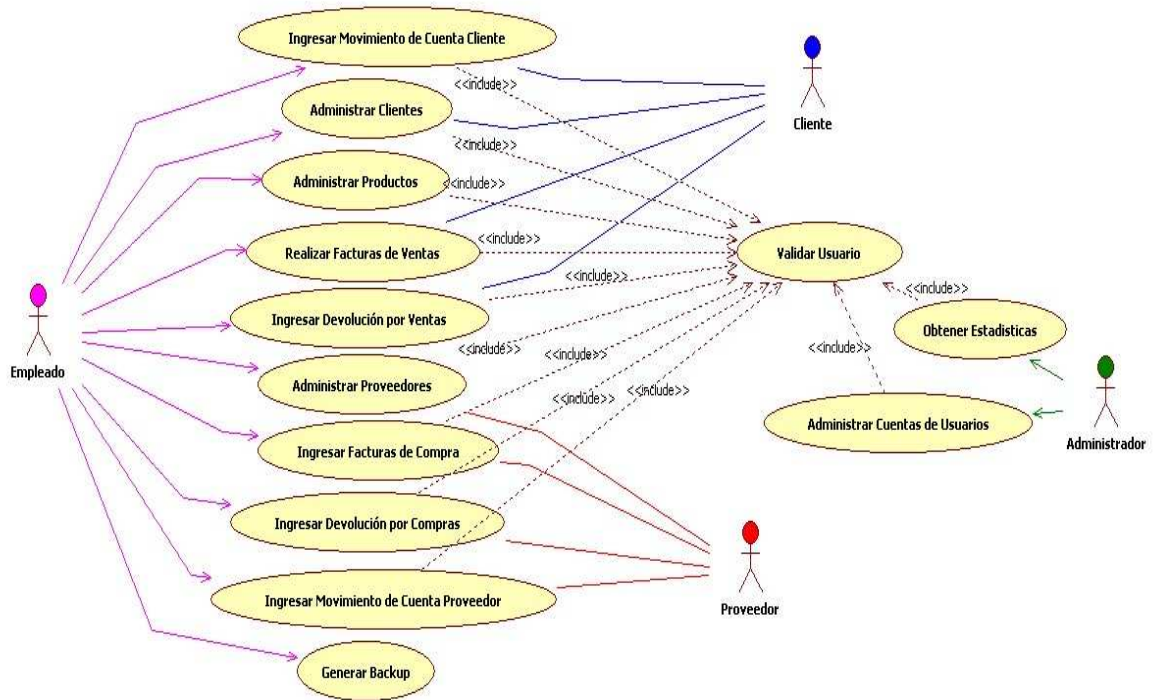 Ingresar Movimiento de Cuenta Cliente
<<include>>
Cliente
Administrar Clientes
<<include>>
Administrar Productos
<<include>>
Realizar Facturas de Ventas
<<include>>
Validar Usuario
Empleado
Ingresar Devolución por Ventas
<<include>>
<<include>>
Obtener Estadisticas
Administrar Proveedores
<<include>>
<<include>>
<<include>>
Administrar Cuentas de Usuarios
Administrador
Ingresar Facturas de Compra
<<include>>
<<include>>
Ingresar Devolución por Compras
Ingresar Movimiento de Cuenta Proveedor
Proveedor
Generar Backup